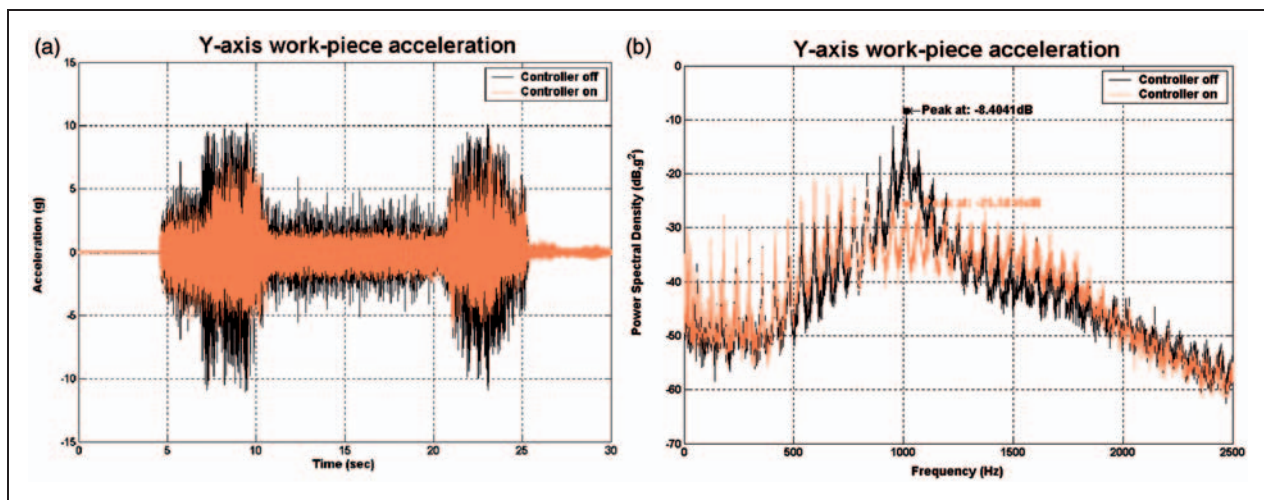 (a)
Y-axis work-piece acceleration
Controller off
Controller on
15
10
5
0
-5
-10
-15
0
5
10
15
20
25
30
Acceleration (g)
Time (sec)
(b)
Y-axis work-piece acceleration
Controller off
Controller on
Peak at: -8.4041dB
0
-10
-20
-30
-40
-50
-60
-70
0
500
1000
1500
2000
2500
Power Spectral Density (dB,g²)
Frequency (Hz)